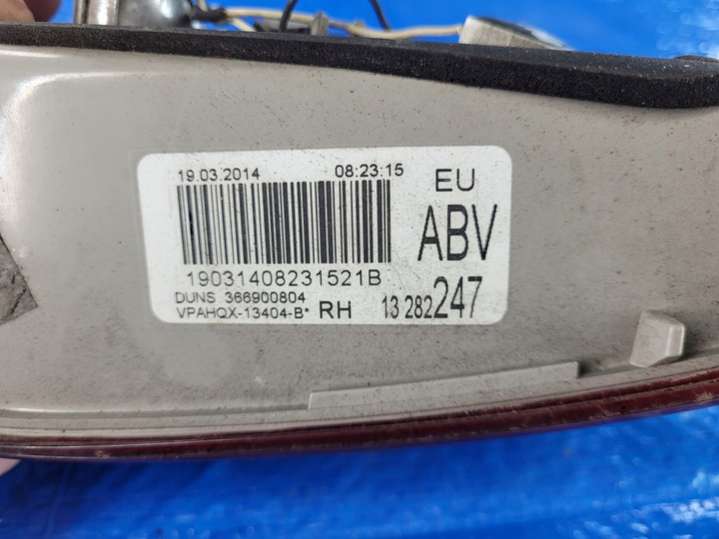 19.03.2014 08:23:15
EU
ABV
19031408231521B
DUNS 366900804
VPAHQX-13404-B* RH 13 282 247